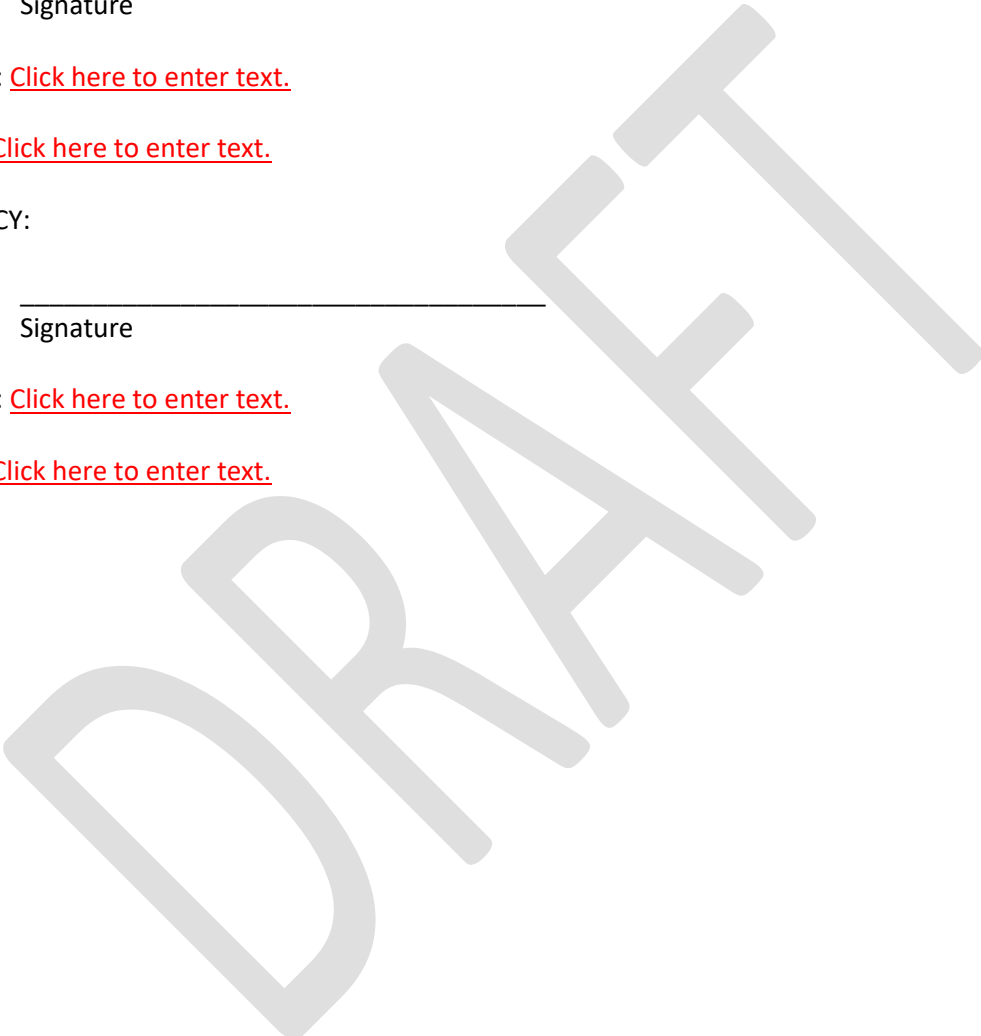 Signature
: Click here to enter text.
Click here to enter text.
CY:
____________________________________
Signature
: Click here to enter text.
Click here to enter text.
DRAFT